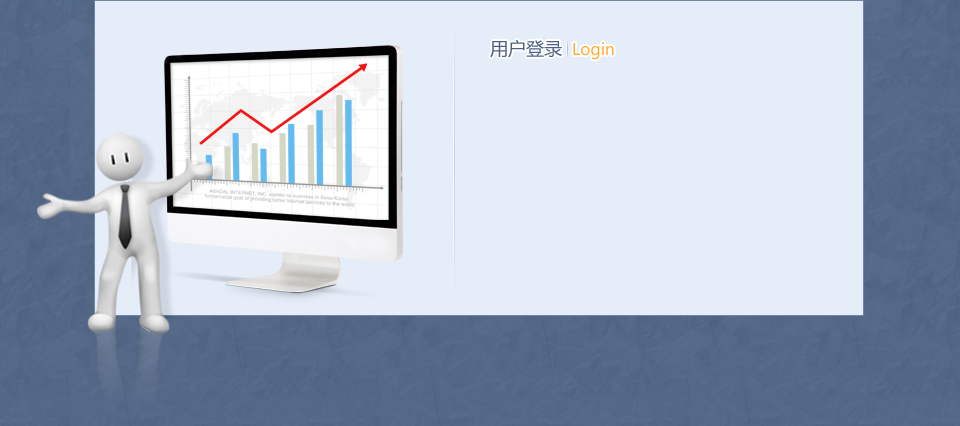 用户登录 | Login
ASADAL INTERNET, INC. started its business in Seoul Korea
fundamental goal of providing better internet services to the world